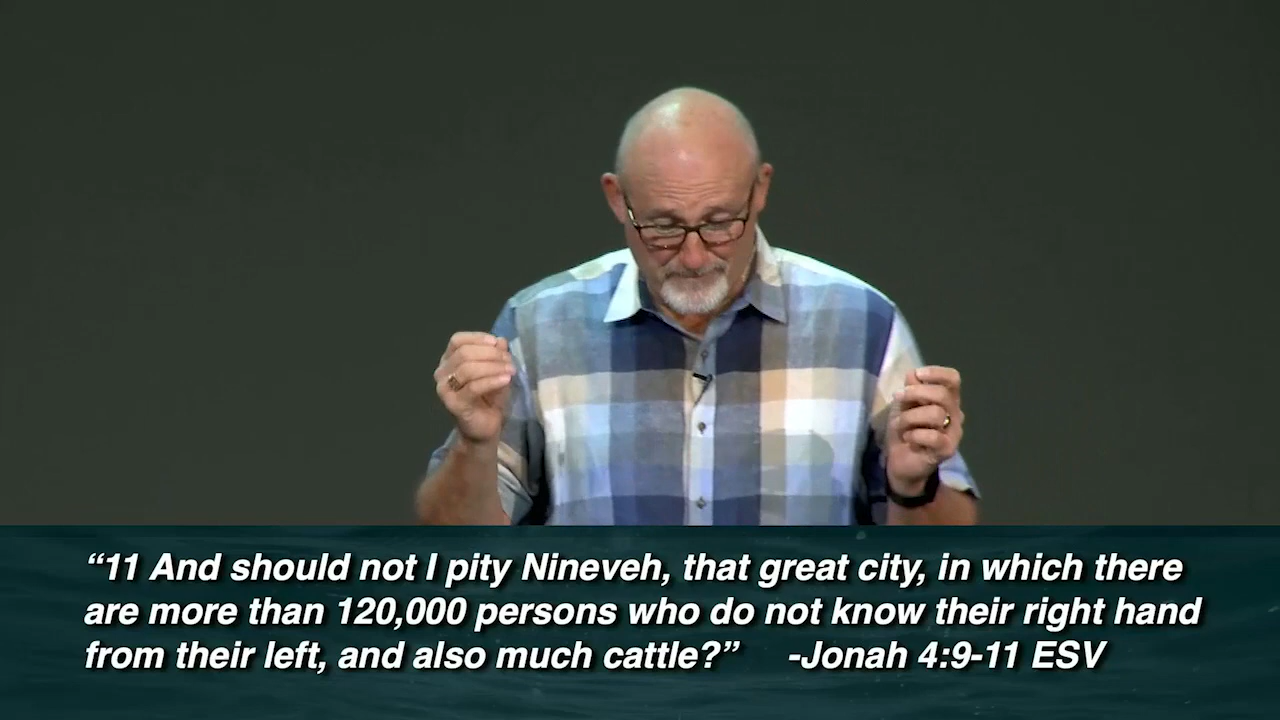 “11 And should not I pity Nineveh, that great city, in which there
are more than 120,000 persons who do not know their right hand
from their left, and also much cattle?” -Jonah 4:9-11 ESV